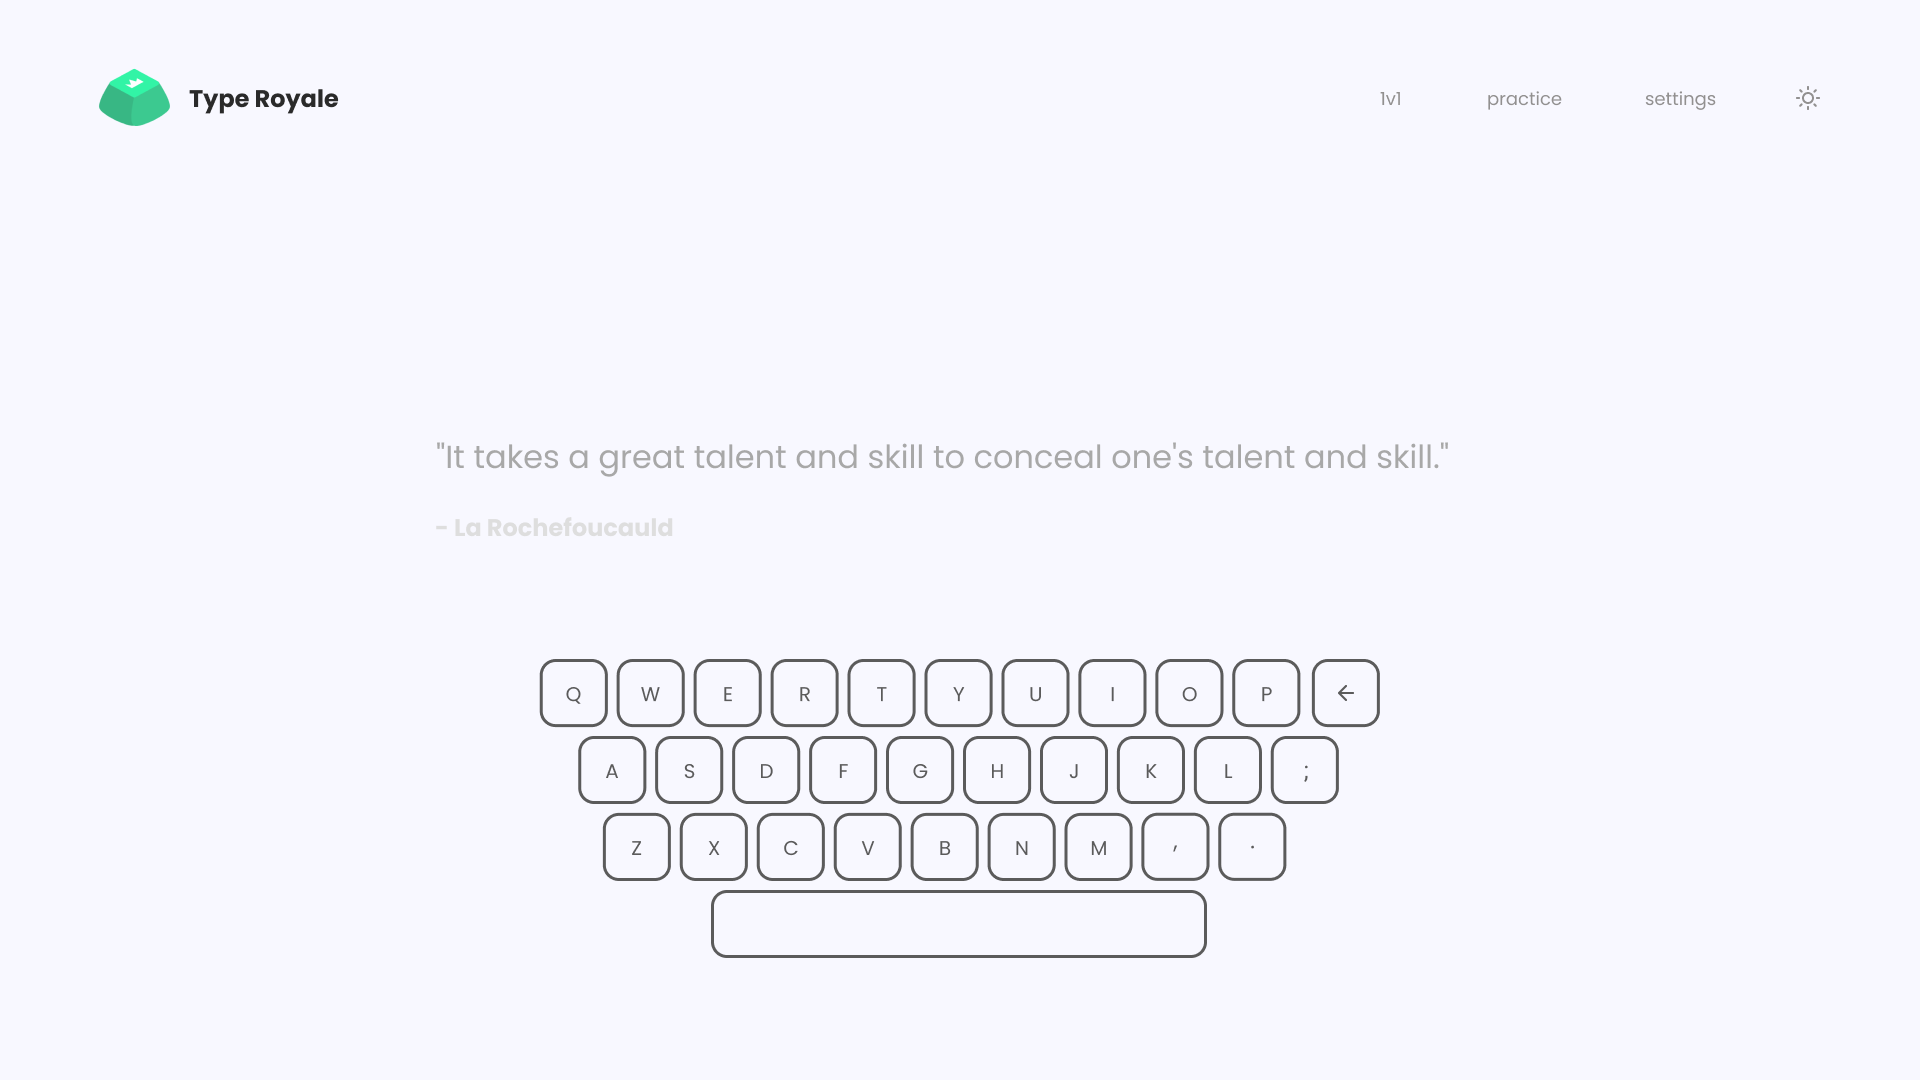 Type Royale
1v1 practice settings
"It takes a great talent and skill to conceal one's talent and skill."
- La Rochefoucauld
Q W E R T Y U I O P ←
A S D F G H J K L ;
Z X C V B N M , .